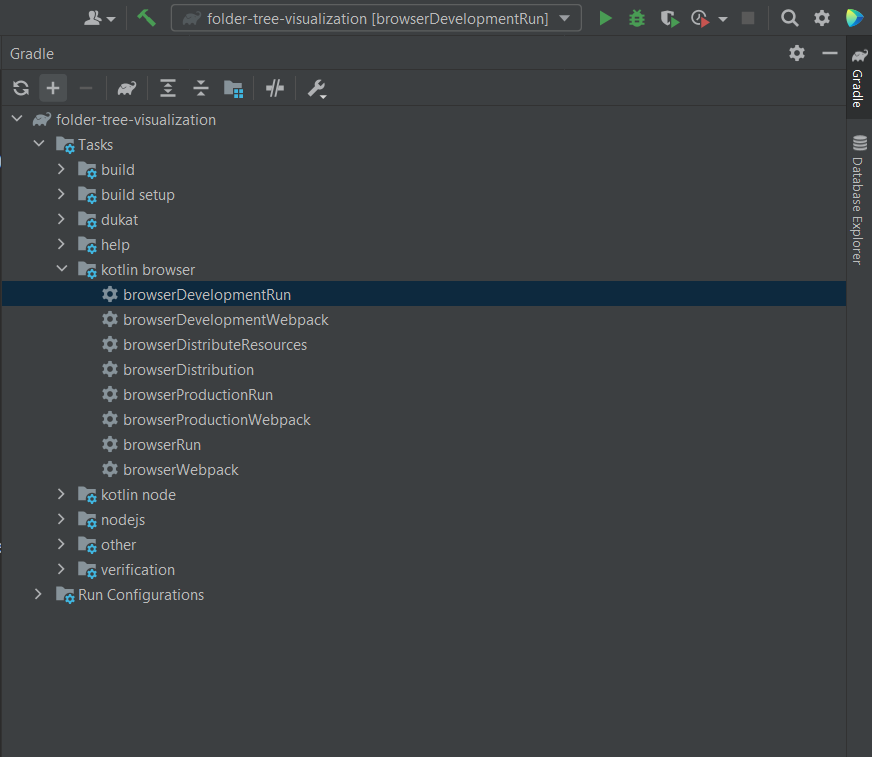 folder-tree-visualization [browserDevelopmentRun]
Gradle
folder-tree-visualization
Tasks
build
build setup
dukat
help
kotlin browser
browserDevelopmentRun
browserDevelopmentWebpack
browserDistributeResources
browserDistribution
browserProductionRun
browserProductionWebpack
browserRun
browserWebpack
kotlin node
nodejs
other
verification
Run Configurations
Gradle
Database Explorer